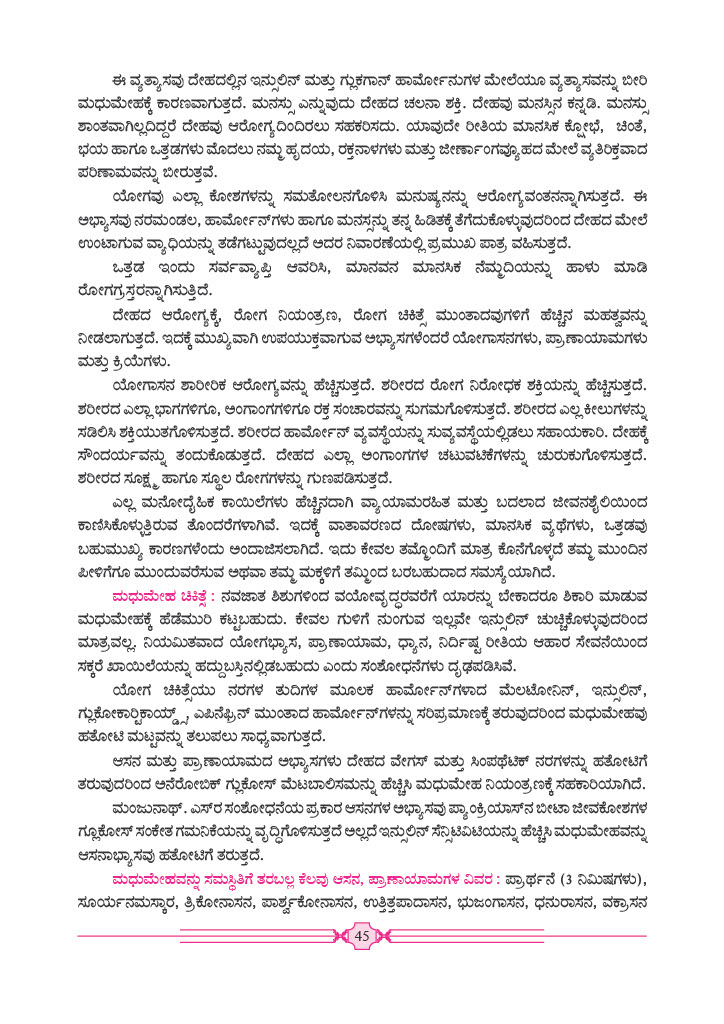 ಈ ವ್ಯತ್ಯಾಸವು ದೇಹದಲ್ಲಿನ ಇನ್ಸುಲಿನ್ ಮತ್ತು ಗ್ಲುಕಗಾನ್ ಹಾರ್ಮೋನುಗಳ ಮೇಲೆಯೂ ವ್ಯತ್ಯಾಸವನ್ನು ಬೀರಿ
ಮಧುಮೇಹಕ್ಕೆ ಕಾರಣವಾಗುತ್ತದೆ. ಮನಸ್ಸು ಎನ್ನುವುದು ದೇಹದ ಚಲನಾ ಶಕ್ತಿ. ದೇಹವು ಮನಸ್ಸಿನ ಕನ್ನಡಿ. ಮನಸ್ಸು
ಶಾಂತವಾಗಿಲ್ಲದಿದ್ದರೆ ದೇಹವು ಆರೋಗ್ಯದಿಂದಿರಲು ಸಹಕರಿಸದು. ಯಾವುದೇ ರೀತಿಯ ಮಾನಸಿಕ ಕ್ಷೋಭೆ, ಚಿಂತೆ,
ಭಯ ಹಾಗೂ ಒತ್ತಡಗಳು ಮೊದಲು ನಮ್ಮ ಹೃದಯ, ರಕ್ತನಾಳಗಳು ಮತ್ತು ಜೀರ್ಣಾಂಗವ್ಯೂಹದ ಮೇಲೆ ವ್ಯತಿರಿಕ್ತವಾದ
ಪರಿಣಾಮವನ್ನು ಬೀರುತ್ತವೆ.
ಯೋಗವು ಎಲ್ಲಾ ಕೋಶಗಳನ್ನು ಸಮತೋಲನಗೊಳಿಸಿ ಮನುಷ್ಯನನ್ನು ಆರೋಗ್ಯವಂತನನ್ನಾಗಿಸುತ್ತದೆ. ಈ
ಅಭ್ಯಾಸವು ನರಮಂಡಲ, ಹಾರ್ಮೋನ್‌ಗಳು ಹಾಗೂ ಮನಸ್ಸನ್ನು ತನ್ನ ಹಿಡಿತಕ್ಕೆ ತೆಗೆದುಕೊಳ್ಳುವುದರಿಂದ ದೇಹದ ಮೇಲೆ
ಉಂಟಾಗುವ ವ್ಯಾಧಿಯನ್ನು ತಡೆಗಟ್ಟುವುದಲ್ಲದೆ ಅದರ ನಿವಾರಣೆಯಲ್ಲಿ ಪ್ರಮುಖ ಪಾತ್ರ ವಹಿಸುತ್ತದೆ.
ಒತ್ತಡ ಇಂದು ಸರ್ವವ್ಯಾಪ್ತಿ ಆವರಿಸಿ, ಮಾನವನ ಮಾನಸಿಕ ನೆಮ್ಮದಿಯನ್ನು ಹಾಳು ಮಾಡಿ
ರೋಗಗ್ರಸ್ತರನ್ನಾಗಿಸುತ್ತಿದೆ.
ದೇಹದ ಆರೋಗ್ಯಕ್ಕೆ, ರೋಗ ನಿಯಂತ್ರಣ, ರೋಗ ಚಿಕಿತ್ಸೆ ಮುಂತಾದವುಗಳಿಗೆ ಹೆಚ್ಚಿನ ಮಹತ್ವವನ್ನು
ನೀಡಲಾಗುತ್ತದೆ. ಇದಕ್ಕೆ ಮುಖ್ಯವಾಗಿ ಉಪಯುಕ್ತವಾಗುವ ಅಭ್ಯಾಸಗಳೆಂದರೆ ಯೋಗಾಸನಗಳು, ಪ್ರಾಣಾಯಾಮಗಳು
ಮತ್ತು ಕ್ರಿಯೆಗಳು.
ಯೋಗಾಸನ ಶಾರೀರಿಕ ಆರೋಗ್ಯವನ್ನು ಹೆಚ್ಚಿಸುತ್ತದೆ. ಶರೀರದ ರೋಗ ನಿರೋಧಕ ಶಕ್ತಿಯನ್ನು ಹೆಚ್ಚಿಸುತ್ತದೆ.
ಶರೀರದ ಎಲ್ಲಾ ಭಾಗಗಳಿಗೂ, ಅಂಗಾಂಗಗಳಿಗೂ ರಕ್ತ ಸಂಚಾರವನ್ನು ಸುಗಮಗೊಳಿಸುತ್ತದೆ. ಶರೀರದ ಎಲ್ಲ ಕೀಲುಗಳನ್ನು
ಸಡಿಲಿಸಿ ಶಕ್ತಿಯುತಗೊಳಿಸುತ್ತದೆ. ಶರೀರದ ಹಾರ್ಮೋನ್ ವ್ಯವಸ್ಥೆಯನ್ನು ಸುವ್ಯವಸ್ಥೆಯಲ್ಲಿಡಲು ಸಹಾಯಕಾರಿ. ದೇಹಕ್ಕೆ
ಸೌಂದರ್ಯವನ್ನು ತಂದುಕೊಡುತ್ತದೆ. ದೇಹದ ಎಲ್ಲಾ ಅಂಗಾಂಗಗಳ ಚಟುವಟಿಕೆಗಳನ್ನು ಚುರುಕುಗೊಳಿಸುತ್ತದೆ.
ಶರೀರದ ಸೂಕ್ಷ್ಮ ಹಾಗೂ ಸ್ಥೂಲ ರೋಗಗಳನ್ನು ಗುಣಪಡಿಸುತ್ತದೆ.
ಎಲ್ಲ ಮನೋದೈಹಿಕ ಕಾಯಿಲೆಗಳು ಹೆಚ್ಚಿನದಾಗಿ ವ್ಯಾಯಾಮರಹಿತ ಮತ್ತು ಬದಲಾದ ಜೀವನಶೈಲಿಯಿಂದ
ಕಾಣಿಸಿಕೊಳ್ಳುತ್ತಿರುವ ತೊಂದರೆಗಳಾಗಿವೆ. ಇದಕ್ಕೆ ವಾತಾವರಣದ ದೋಷಗಳು, ಮಾನಸಿಕ ವ್ಯಥೆಗಳು, ಒತ್ತಡವು
ಬಹುಮುಖ್ಯ ಕಾರಣಗಳೆಂದು ಅಂದಾಜಿಸಲಾಗಿದೆ. ಇದು ಕೇವಲ ತಮ್ಮೊಂದಿಗೆ ಮಾತ್ರ ಕೊನೆಗೊಳ್ಳದೆ ತಮ್ಮ ಮುಂದಿನ
ಪೀಳಿಗೆಗೂ ಮುಂದುವರೆಸುವ ಅಥವಾ ತಮ್ಮ ಮಕ್ಕಳಿಗೆ ತಮ್ಮಿಂದ ಬರಬಹುದಾದ ಸಮಸ್ಯೆಯಾಗಿದೆ.
ಮಧುಮೇಹ ಚಿಕಿತ್ಸೆ : ನವಜಾತ ಶಿಶುಗಳಿಂದ ವಯೋವೃದ್ಧರವರೆಗೆ ಯಾರನ್ನು ಬೇಕಾದರೂ ಶಿಕಾರಿ ಮಾಡುವ
ಮಧುಮೇಹಕ್ಕೆ ಹೆಡೆಮುರಿ ಕಟ್ಟಬಹುದು. ಕೇವಲ ಗುಳಿಗೆ ನುಂಗುವ ಇಲ್ಲವೇ ಇನ್ಸುಲಿನ್ ಚುಚ್ಚಿಕೊಳ್ಳುವುದರಿಂದ
ಮಾತ್ರವಲ್ಲ. ನಿಯಮಿತವಾದ ಯೋಗಭ್ಯಾಸ, ಪ್ರಾಣಾಯಾಮ, ಧ್ಯಾನ, ನಿರ್ದಿಷ್ಟ ರೀತಿಯ ಆಹಾರ ಸೇವನೆಯಿಂದ
ಸಕ್ಕರೆ ಖಾಯಿಲೆಯನ್ನು ಹದ್ದುಬಸ್ತಿನಲ್ಲಿಡಬಹುದು ಎಂದು ಸಂಶೋಧನೆಗಳು ದೃಢಪಡಿಸಿವೆ.
ಯೋಗ ಚಿಕಿತ್ಸೆಯು ನರಗಳ ತುದಿಗಳ ಮೂಲಕ ಹಾರ್ಮೋನ್‌ಗಳಾದ ಮೆಲಟೋನಿನ್, ಇನ್ಸುಲಿನ್,
ಗ್ಲುಕೋಕಾರ‍್ಟಿಕಾಯ್ಡ್ಸ್, ಎಪಿನೆಫ್ರಿನ್ ಮುಂತಾದ ಹಾರ್ಮೋನ್‌ಗಳನ್ನು ಸರಿಪ್ರಮಾಣಕ್ಕೆ ತರುವುದರಿಂದ ಮಧುಮೇಹವು
ಹತೋಟಿ ಮಟ್ಟವನ್ನು ತಲುಪಲು ಸಾಧ್ಯವಾಗುತ್ತದೆ.
ಆಸನ ಮತ್ತು ಪ್ರಾಣಾಯಾಮದ ಅಭ್ಯಾಸಗಳು ದೇಹದ ವೇಗಸ್ ಮತ್ತು ಸಿಂಪಥೆಟಿಕ್ ನರಗಳನ್ನು ಹತೋಟಿಗೆ
ತರುವುದರಿಂದ ಅನೆರೋಬಿಕ್ ಗ್ಲುಕೋಸ್ ಮೆಟಬಾಲಿಸಮನ್ನು ಹೆಚ್ಚಿಸಿ ಮಧುಮೇಹ ನಿಯಂತ್ರಣಕ್ಕೆ ಸಹಕಾರಿಯಾಗಿದೆ.
ಮಂಜುನಾಥ್. ಎಸ್‌ರ ಸಂಶೋಧನೆಯ ಪ್ರಕಾರ ಆಸನಗಳ ಅಭ್ಯಾಸವು ಪ್ಯಾಂಕ್ರಿಯಾಸ್‌ನ ಬೀಟಾ ಜೀವಕೋಶಗಳ
ಗ್ಲೂಕೋಸ್ ಸಂಕೇತ ಗಮನಿಕೆಯನ್ನು ವೃದ್ಧಿಗೊಳಿಸುತ್ತದೆ ಅಲ್ಲದೆ ಇನ್ಸುಲಿನ್ ಸೆನ್ಸಿಟಿವಿಟಿಯನ್ನು ಹೆಚ್ಚಿಸಿ ಮಧುಮೇಹವನ್ನು
ಆಸನಾಭ್ಯಾಸವು ಹತೋಟಿಗೆ ತರುತ್ತದೆ.
ಮಧುಮೇಹವನ್ನು ಸಮಸ್ಥಿತಿಗೆ ತರಬಲ್ಲ ಕೆಲವು ಆಸನ, ಪ್ರಾಣಾಯಾಮಗಳ ವಿವರ : ಪ್ರಾರ್ಥನೆ (3 ನಿಮಿಷಗಳು),
ಸೂರ್ಯನಮಸ್ಕಾರ, ತ್ರಿಕೋನಾಸನ, ಪಾರ್ಶ್ವಕೋನಾಸನ, ಉತ್ತಿತ್ತಪಾದಾಸನ, ಭುಜಂಗಾಸನ, ಧನುರಾಸನ, ವಕ್ರಾಸನ
45